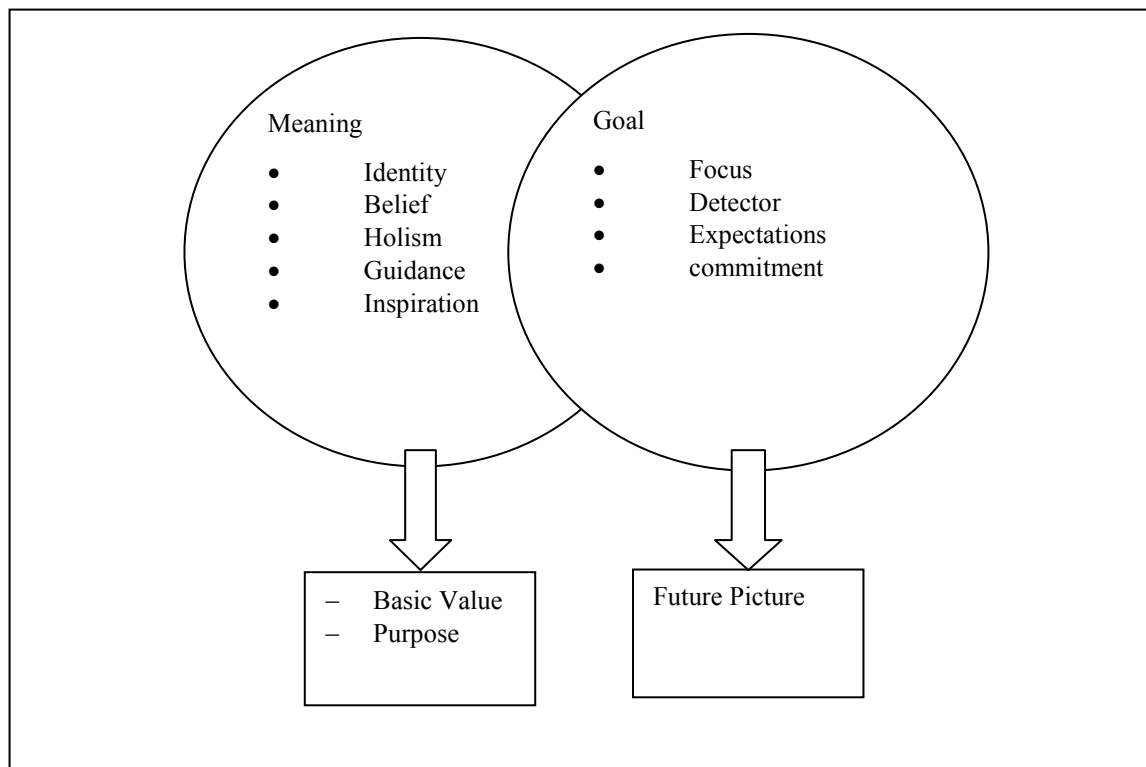 Meaning
• Identity
• Belief
• Holism
• Guidance
• Inspiration
Goal
• Focus
• Detector
• Expectations
• commitment
– Basic Value
– Purpose
Future Picture